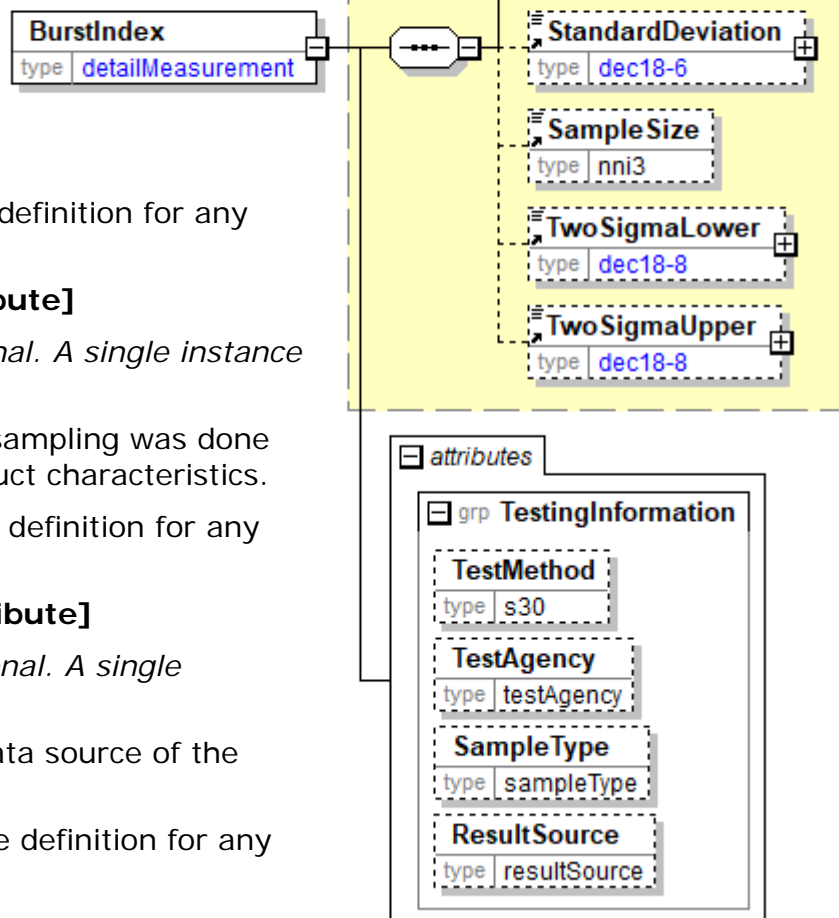 BurstIndex
type detailMeasurement
definition for any
bute]
nal. A single instance
sampling was done
uct characteristics.
definition for any
ibute]
onal. A single
ata source of the
e definition for any
StandardDeviation
type dec18-6
SampleSize
type nni3
TwoSigmaLower
type dec18-8
TwoSigmaUpper
type dec18-8
attributes
grp TestingInformation
TestMethod
type s30
TestAgency
type testAgency
SampleType
type sampleType
ResultSource
type resultSource